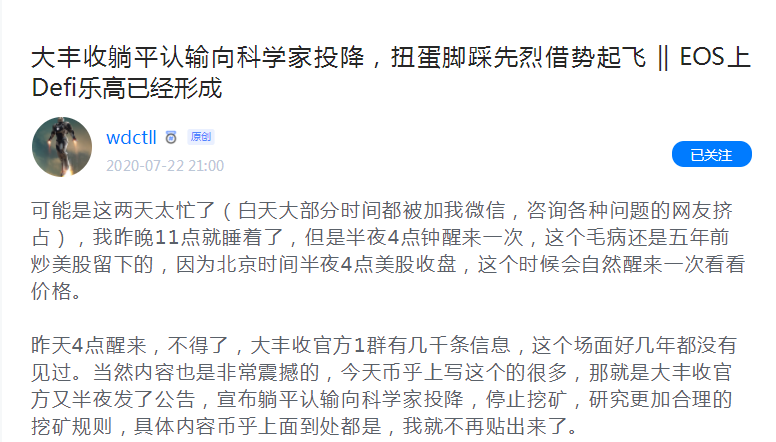 大丰收躺平认输向科学家投降，扭蛋脚踩先烈借势起飞 || EOS上
Defi乐高已经形成
wdctll 原创
2020-07-22 21:00
已关注
可能是这两天太忙了（白天大部分时间都被加我微信，咨询各种问题的网友挤
占），我昨晚11点就睡着了，但是半夜4点钟醒来一次，这个毛病还是五年前
炒美股留下的，因为北京时间半夜4点美股收盘，这个时候会自然醒来一次看看
价格。
昨天4点醒来，不得了，大丰收官方1群有几千条信息，这个场面好几年都没有
见过。当然内容也是非常震撼的，今天币乎上写这个的很多，那就是大丰收官
方又半夜发了公告，宣布躺平认输向科学家投降，停止挖矿，研究更加合理的
挖矿规则，具体内容币乎上面到处都是，我就不再贴出来了。